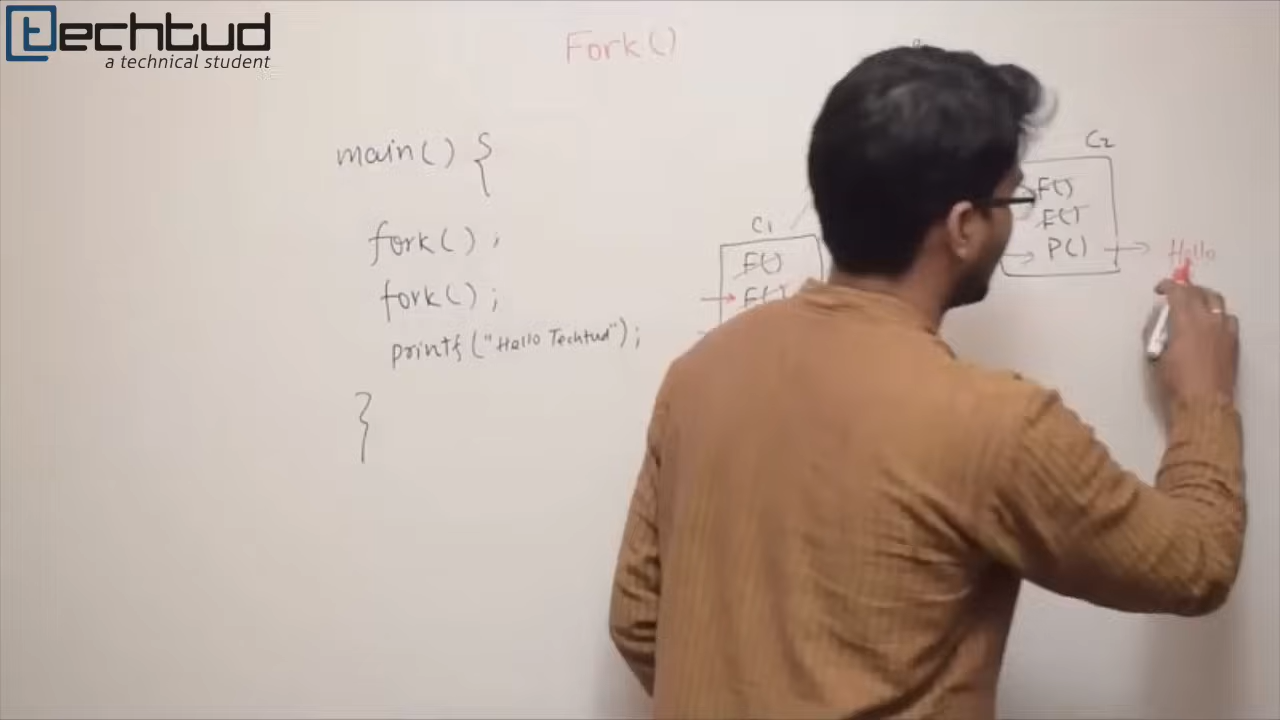 techtud
a technical student
Fork()
main() {
fork();
fork();
printf("Hello Techtud");
}
C1
F()
F()
C2
F()
F()
P()
Hello